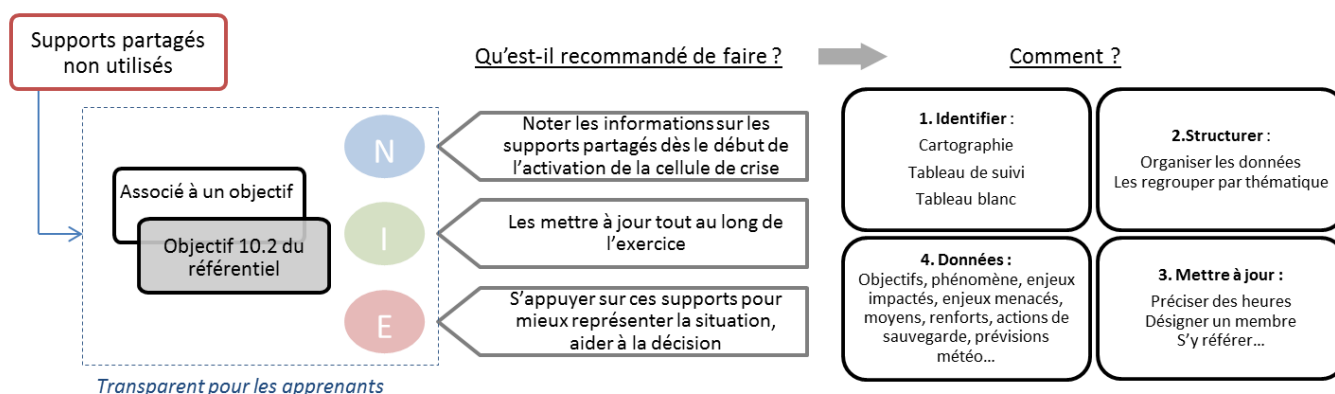 Supports partagés
non utilisés
Qu'est-il recommandé de faire ?
Comment ?
Associé à un objectif
Objectif 10.2 du
référentiel
N
I
E
Noter les informations sur les
supports partagés dès le début de
l'activation de la cellule de crise
Les mettre à jour tout au long de
l'exercice
S'appuyer sur ces supports pour
mieux représenter la situation,
aider à la décision
Transparent pour les apprenants
1. Identifier :
Cartographie
Tableau de suivi
Tableau blanc
2.Structurer :
Organiser les données
Les regrouper par thématique
4. Données :
Objectifs, phénomène, enjeux
impactés, enjeux menacés,
moyens, renforts, actions de
sauvegarde, prévisions
météo…
3. Mettre à jour :
Préciser des heures
Désigner un membre
S'y référer…